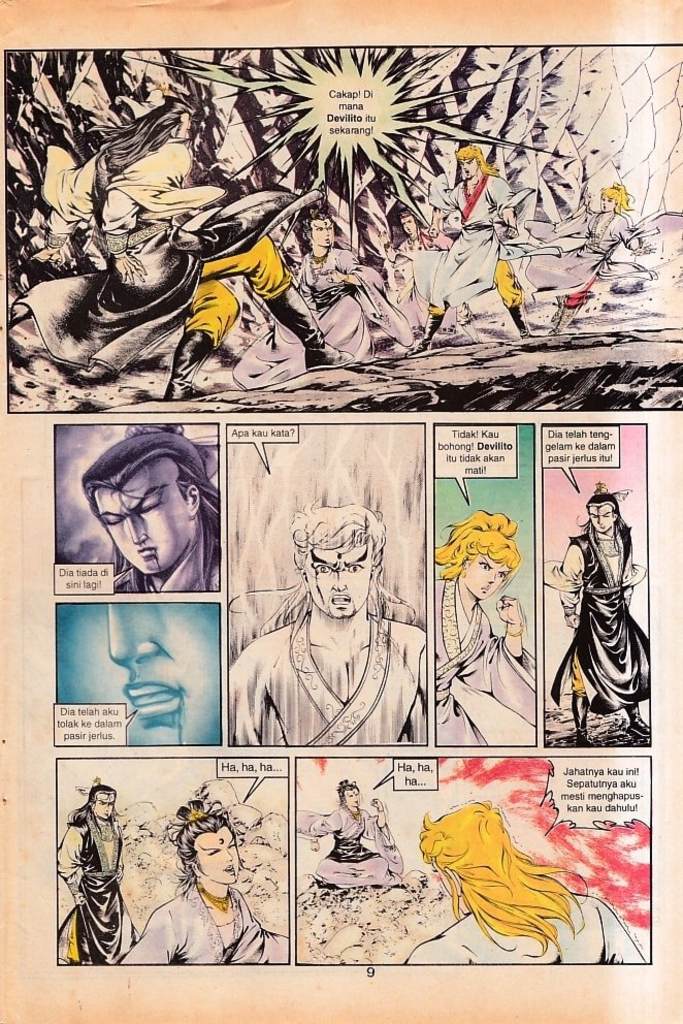 Cakap! Di
mana
Devilito itu
sekarang!
Dia tiada di
sini lagi!
Dia telah aku
tolak ke dalam
pasir jerlus.
Apa kau kata?
Tidak! Kau
bohong! Devilito
itu tidak akan
mati!
Dia telah teng-
gelam ke dalam
pasir jerlus itu!
Ha, ha, ha...
Ha, ha,
ha...
Jahatnya kau ini!
Sepatutnya aku
mesti menghapus-
kan kau dahulu!
9